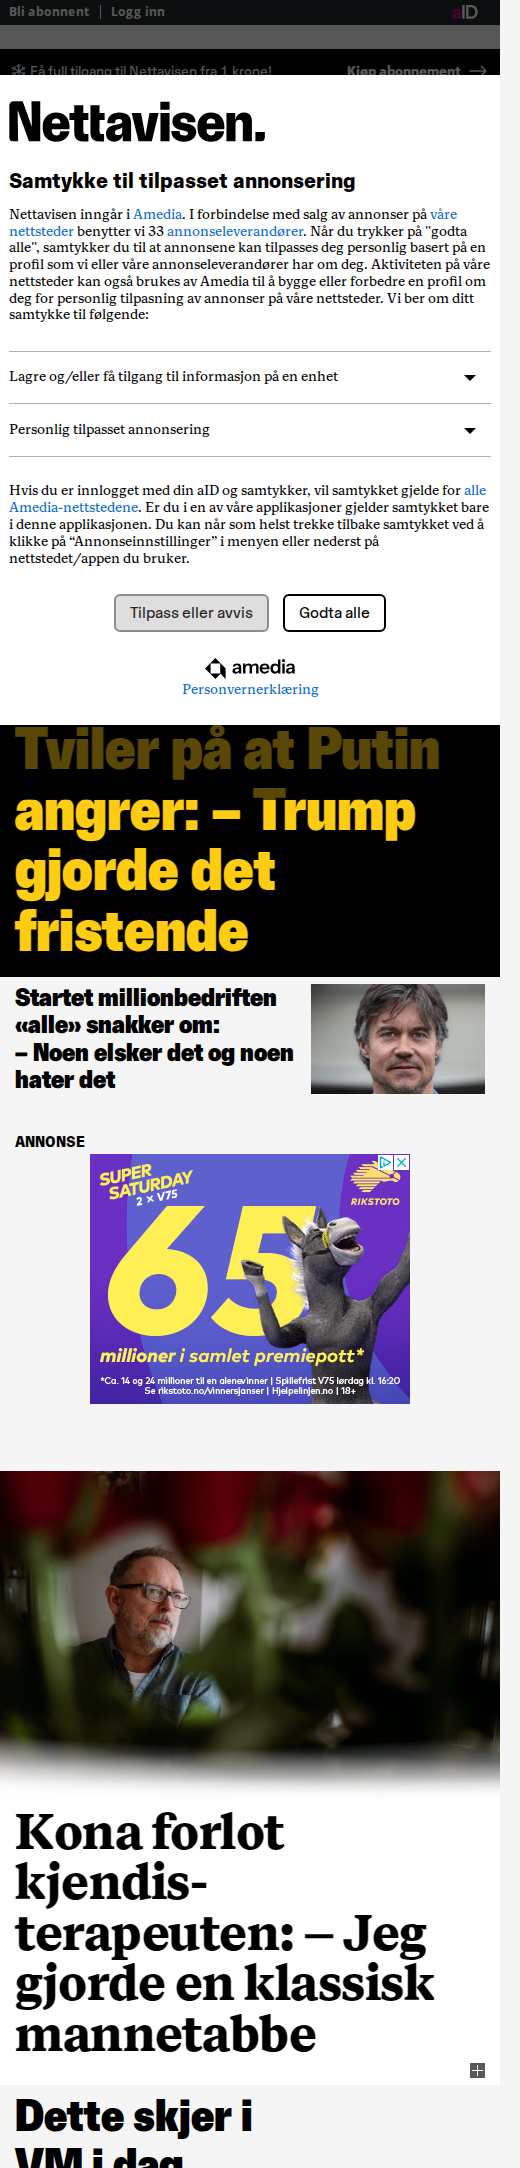 Bli abonnent | Logg inn
aID
Få full tilgang til Nettavisen fra 1 krone!
Kjøp abonnement
Nettavisen.
Samtykke til tilpasset annonsering
Nettavisen inngår i Amedia. I forbindelse med salg av annonser på våre
nettsteder benytter vi 33 annonseleverandører. Når du trykker på "godta
alle", samtykker du til at annonsene kan tilpasses deg personlig basert på en
profil som vi eller våre annonseleverandører har om deg. Aktiviteten på våre
nettsteder kan også brukes av Amedia til å bygge eller forbedre en profil om
deg for personlig tilpasning av annonser på våre nettsteder. Vi ber om ditt
samtykke til følgende:
Lagre og/eller få tilgang til informasjon på en enhet
Personlig tilpasset annonsering
Hvis du er innlogget med din aID og samtykker, vil samtykket gjelde for alle
Amedia-nettstedene. Er du i en av våre applikasjoner gjelder samtykket bare
i denne applikasjonen. Du kan når som helst trekke tilbake samtykket ved å
klikke på “Annonseinnstillinger” i menyen eller nederst på
nettstedet/appen du bruker.
Tilpass eller avvis
Godta alle
amedia
Personvernerklæring
Tviler på at Putin
angrer: – Trump
gjorde det
fristende
Startet millionbedriften
«alle» snakker om:
– Noen elsker det og noen
hater det
ANNONSE
SUPER
SATURDAY
2 x V75
RIKSTOTO
65
millioner i samlet premiepott*
*Ca. 14 og 24 millioner til en alenevinner | Spillefrist V75 lørdag kl. 16:20
Se rikstoto.no/vinnersjanser | Hjelpelinjen.no | 18+
Kona forlot
kjendis-
terapeuten: – Jeg
gjorde en klassisk
mannetabbe
Dette skjer i
VM i dag